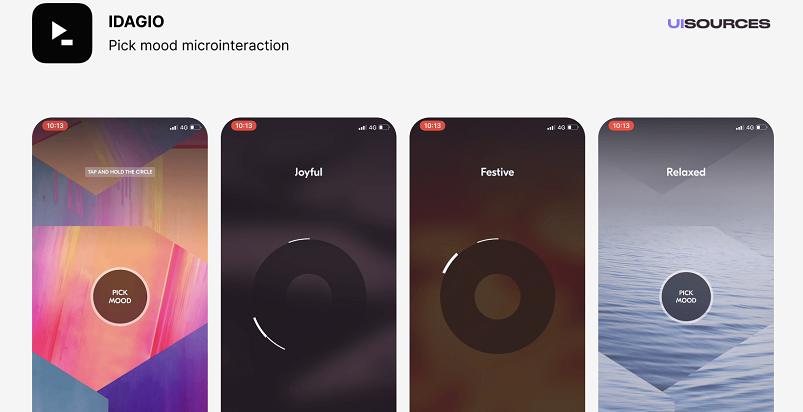 IDAGIO
Pick mood microinteraction
UISOURCES
10:13
4G
TAP AND HOLD THE CIRCLE
PICK
MOOD
10:13
4G
Joyful
10:13
4G
Festive
10:13
4G
Relaxed
PICK
MOOD